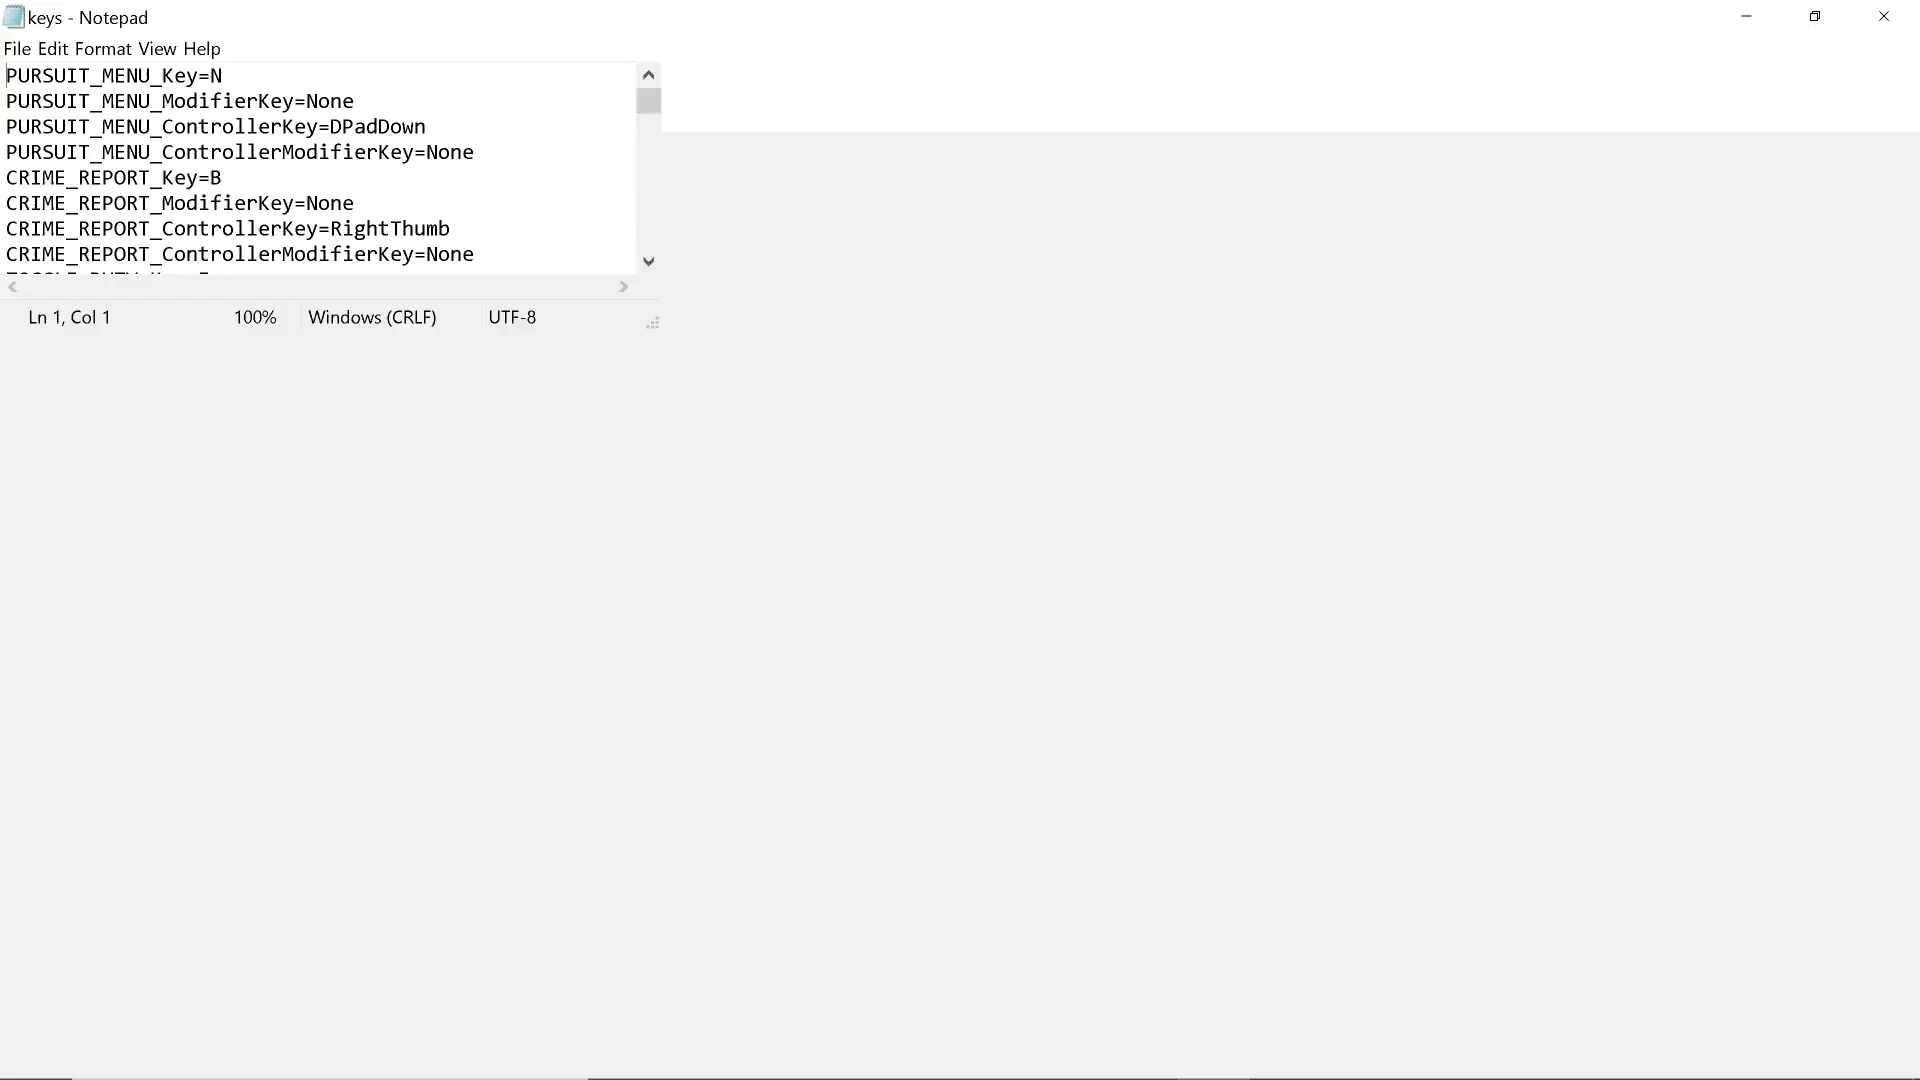 keys - Notepad
File Edit Format View Help
PURSUIT_MENU_Key=N
PURSUIT_MENU_ModifierKey=None
PURSUIT_MENU_ControllerKey=DPadDown
PURSUIT_MENU_ControllerModifierKey=None
CRIME_REPORT_Key=B
CRIME_REPORT_ModifierKey=None
CRIME_REPORT_ControllerKey=RightThumb
CRIME_REPORT_ControllerModifierKey=None
Ln 1, Col 1 100% Windows (CRLF) UTF-8